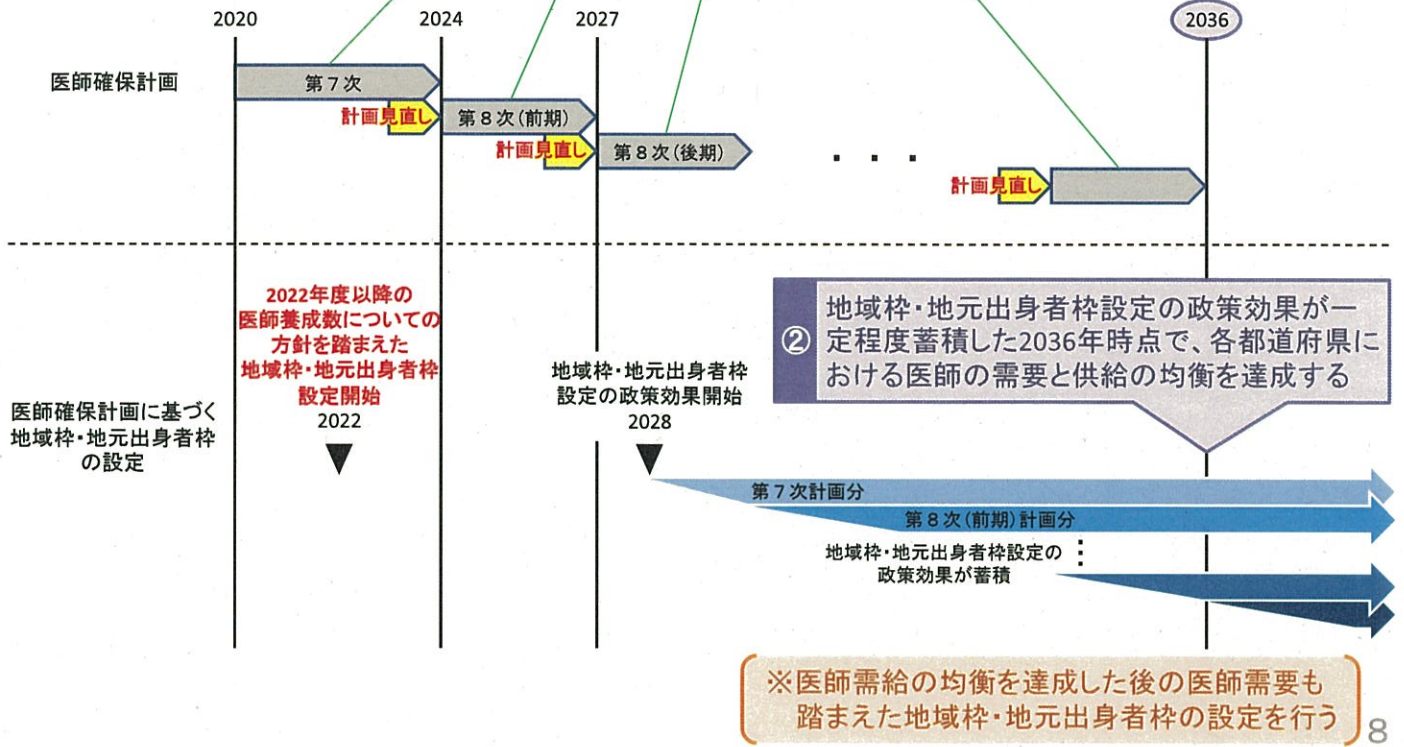 2020
2024
2027
2036
医師確保計画
第7次
計画見直し
第8次(前期)
計画見直し
第8次(後期)
・・・
計画見直し
2022年度以降の
医師養成数についての
方針を踏まえた
地域枠・地元出身者枠
設定開始
2022
地域枠・地元出身者枠
設定の政策効果開始
2028
② 地域枠・地元出身者枠設定の政策効果が一
定程度蓄積した2036年時点で、各都道府県に
おける医師の需要と供給の均衡を達成する
医師確保計画に基づく
地域枠・地元出身者枠
の設定
第7次計画分
第8次(前期)計画分
地域枠・地元出身者枠設定の
政策効果が蓄積
※医師需給の均衡を達成した後の医師需要も
踏まえた地域枠・地元出身者枠の設定を行う
8